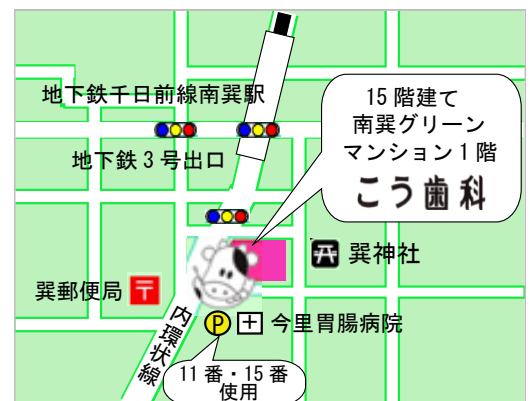 地下鉄千日前線南巽駅
15階建て
南巽グリーン
マンション1階
こう歯科
地下鉄3号出口
巽神社
巽郵便局
〒
内環状線
P
今里胃腸病院
11番・15番
使用